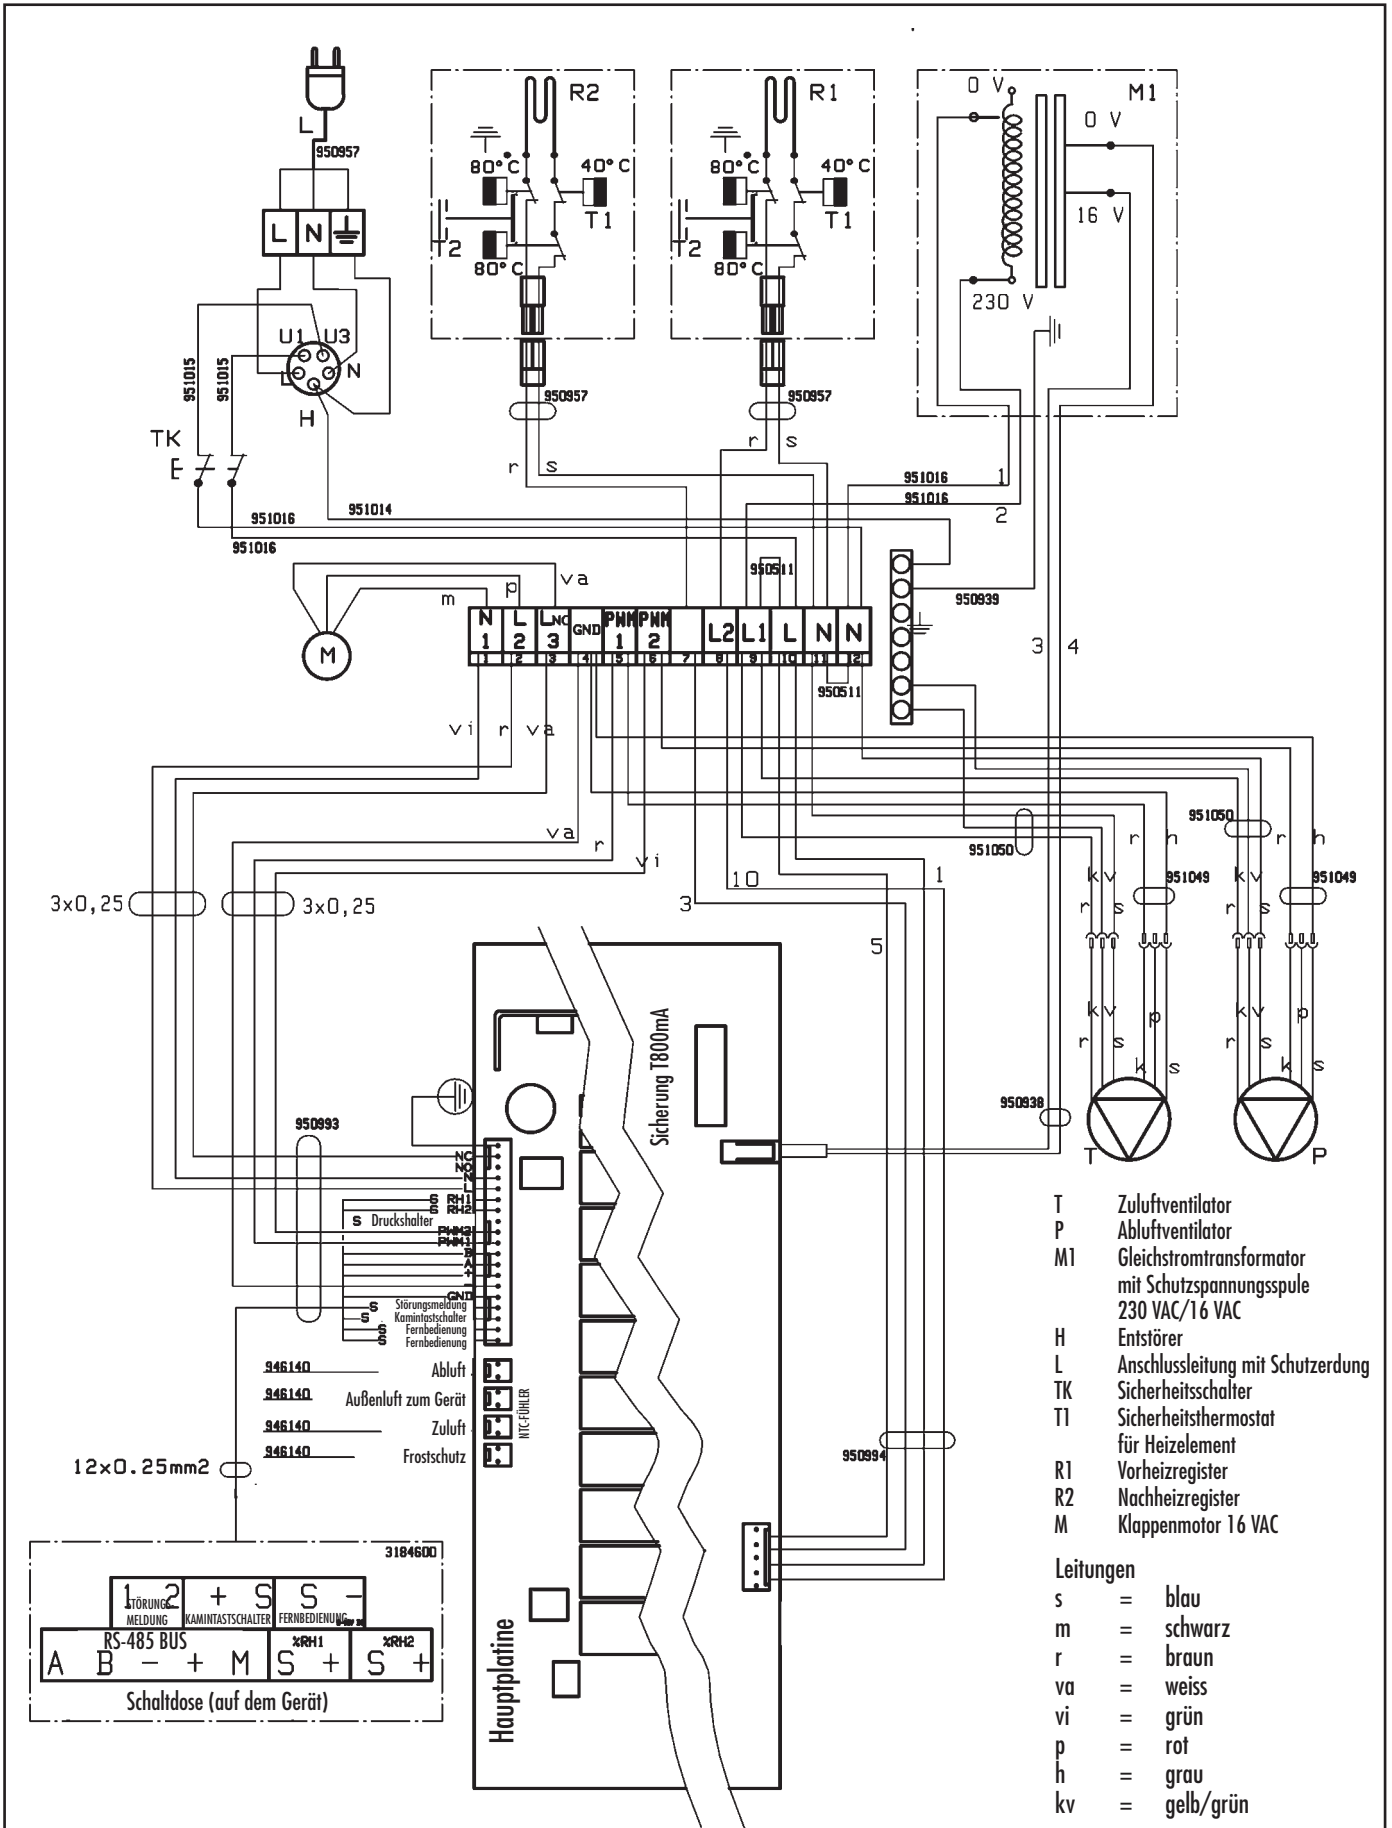 L
950957
L N
U1 U3
N
H
951015
951015
TK
E
951016
951014
951016
R2
80°C
40°C
T1
T2
80°C
950957
r s
R1
80°C
40°C
T1
T2
80°C
950957
r s
M1
0 V
0 V
16 V
230 V
951016 1
951016
2
950511
950939
3 4
m p va
M
N L LNC GND PWM PWM L2 L1 L N N
1 2 3 1 2
1 2 3 4 5 6 7 8 9 10 11 12
950511
vi r va
va
r
vi
3x0,25
3x0,25
10
3
1
5
951050
951050
r h r h
kv kv
951049 951049
r s r s
kv kv
p p
r s r s
k s k s
950938
T P
Sicherung T800mA
950993
NC
NO
N
L
S RH1
S RH2
S Druckshalter
PWM2
PWM1
B
A
+
-
GND
S Störungsmeldung
S Kamintastschalter
S Fernbedienung
S Fernbedienung
946140 Abluft
946140 Außenluft zum Gerät
946140 Zuluft
946140 Frostschutz
NTC-FÜHLER
12x0.25mm2
950994
3184600
1 2 + S S -
STÖRUNGS
MELDUNG KAMINTASTSCHALTER FERNBEDIENUNG
RS-485 BUS %RH1 %RH2
A B - + M S + S +
Schaltdose (auf dem Gerät)
Hauptplatine
T Zuluftventilator
P Abluftventilator
M1 Gleichstromtransformator
mit Schutzspannungsspule
230 VAC/16 VAC
H Entstörer
L Anschlussleitung mit Schutzerdung
TK Sicherheitsschalter
T1 Sicherheitsthermostat
für Heizelement
R1 Vorheizregister
R2 Nachheizregister
M Klappenmotor 16 VAC
Leitungen
s = blau
m = schwarz
r = braun
va = weiss
vi = grün
p = rot
h = grau
kv = gelb/grün